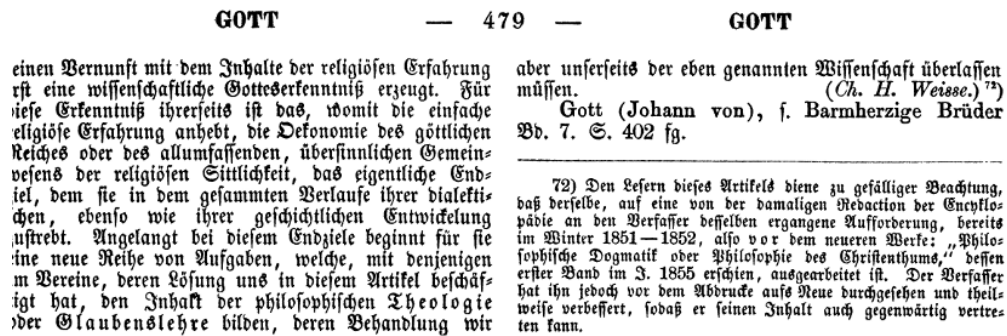 GOTT — 479 — GOTT
einen Vernunft mit dem Inhalte der religiösen Erfahrung
rst eine wissenschaftliche Gotteserkenntniß erzeugt. Für
iese Erkenntniß ihrerseits ist das, womit die einfache
eligiöse Erfahrung anhebt, die Oekonomie des göttlichen
Reiches oder des allumfassenden, übersinnlichen Gemein-
wesens der religiösen Sittlichkeit, das eigentliche End-
iel, dem sie in dem gesammten Verlaufe ihrer dialekti-
chen, ebenso wie ihrer geschichtlichen Entwickelung
ustrebt. Angelangt bei diesem Endziele beginnt für sie
ine neue Reihe von Aufgaben, welche, mit denjenigen
m Vereine, deren Lösung uns in diesem Artikel beschäf-
igt hat, den Inhalt der philosophischen Theologie
oder Glaubenslehre bilden, deren Behandlung wir
aber unserseits der eben genannten Wissenschaft überlassen
müssen. (Ch. H. Weisse.) 72)
Gott (Johann von), s. Barmherzige Brüder
Bd. 7. S. 402 fg.
72) Den Lesern dieses Artikels diene zu gefälliger Beachtung,
daß derselbe, auf eine von der damaligen Redaction der Encyklo-
pädie an den Verfasser desselben ergangene Aufforderung, bereits
im Winter 1851—1852, also vor dem neueren Werke: „Philo-
sophische Dogmatik oder Philosophie des Christenthums,“ dessen
erster Band im J. 1855 erschien, ausgearbeitet ist. Der Verfasser
hat ihn jedoch vor dem Abdrucke aufs Neue durchgesehen und theil-
weise verbessert, sodaß er seinen Inhalt auch gegenwärtig vertre-
ten kann.